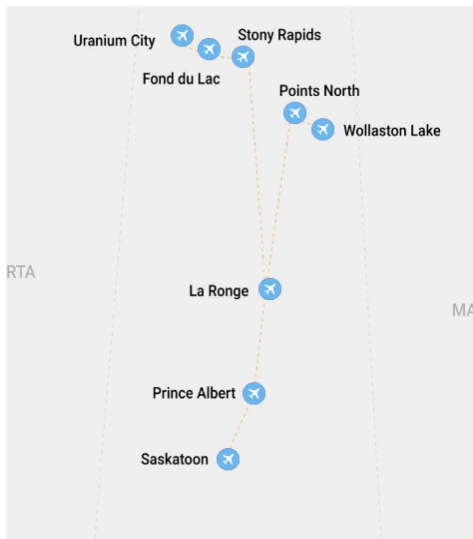 Stony Rapids
Uranium City
Fond du Lac
Points North
Wollaston Lake
RTA
La Ronge
MA
Prince Albert
Saskatoon